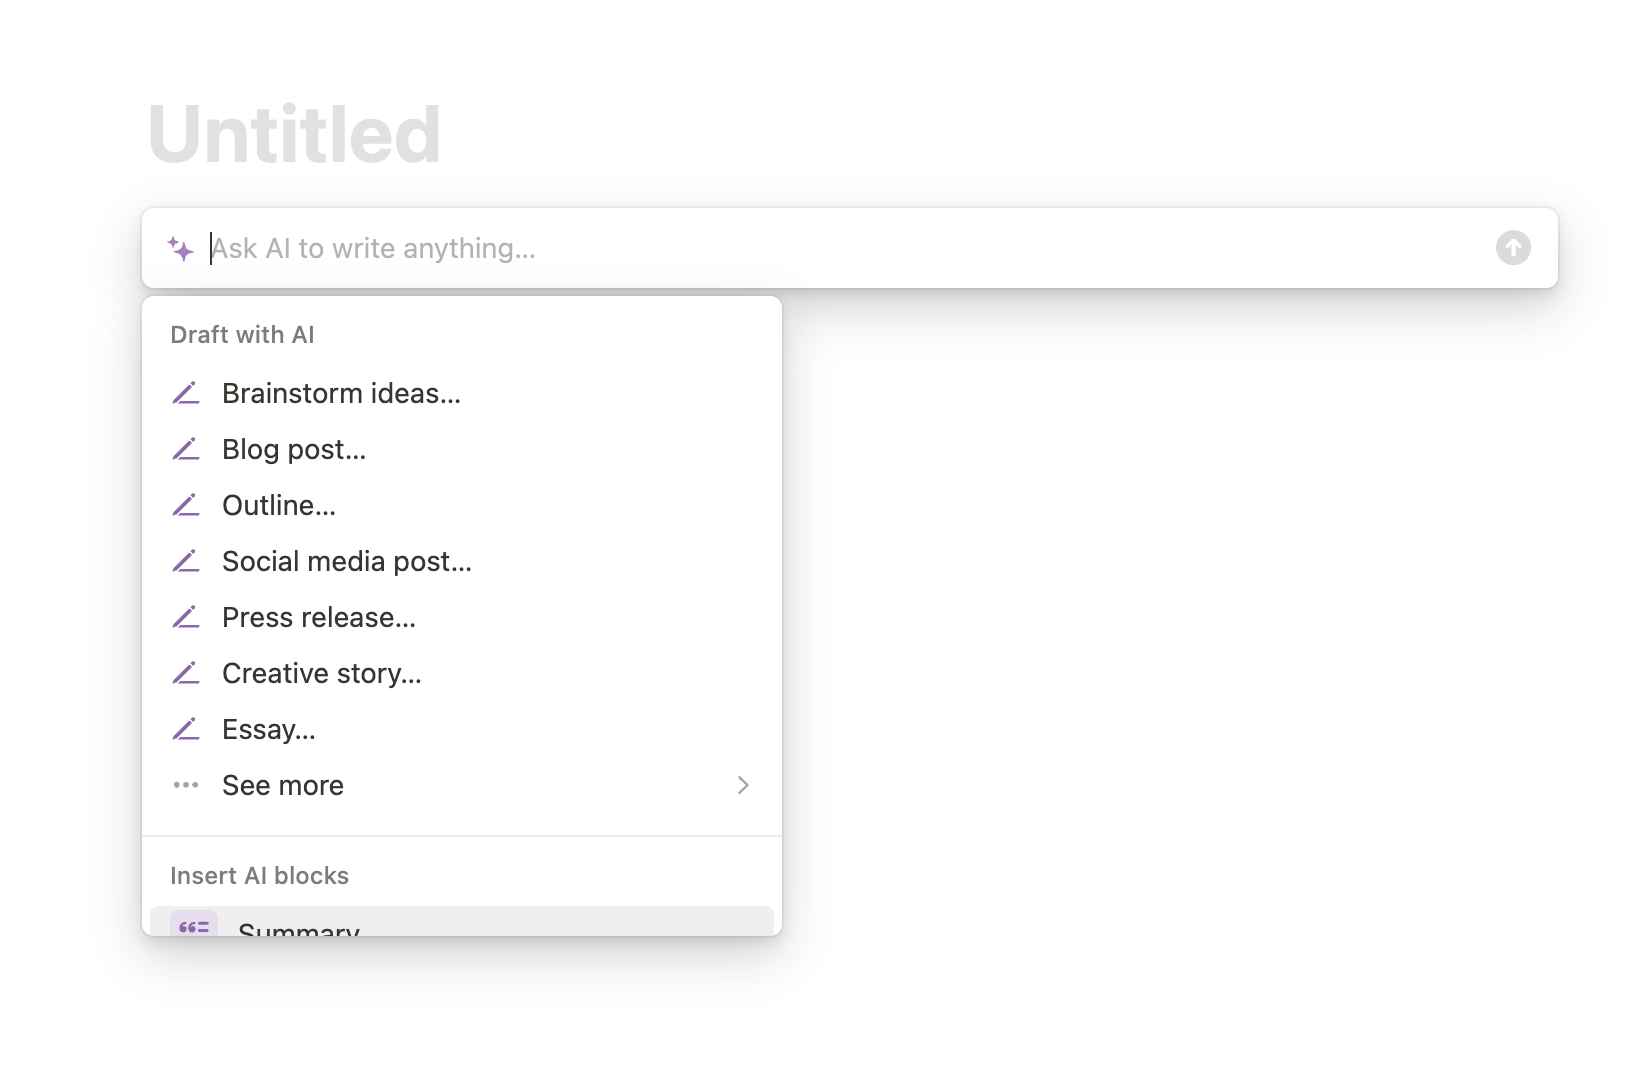 Untitled
Ask AI to write anything...
Draft with AI
Brainstorm ideas...
Blog post...
Outline...
Social media post...
Press release...
Creative story...
Essay...
See more
Insert AI blocks
Summary